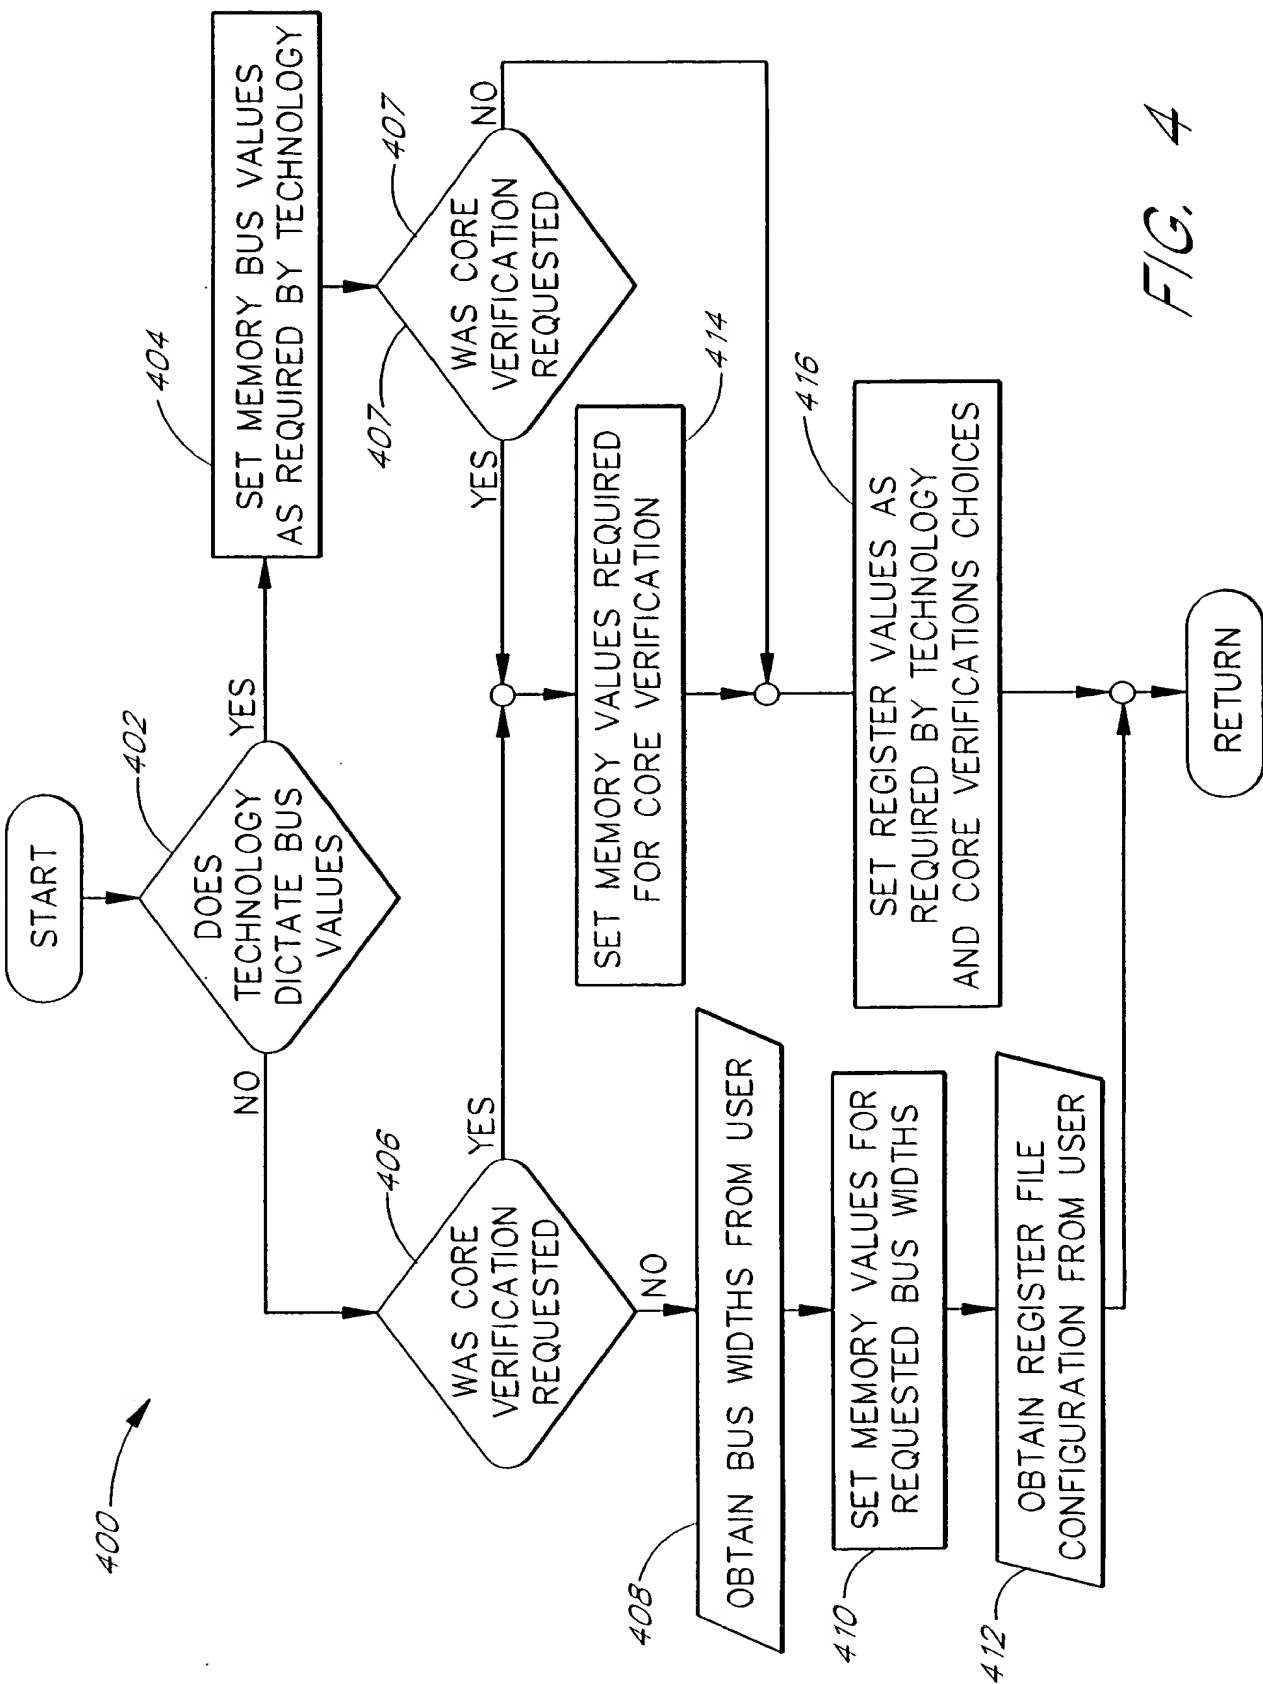 400
START
402
DOES
TECHNOLOGY
DICTATE BUS
VALUES
NO
YES
404
SET MEMORY BUS VALUES
AS REQUIRED BY TECHNOLOGY
406
WAS CORE
VERIFICATION
REQUESTED
YES
NO
407
407
WAS CORE
VERIFICATION
REQUESTED
YES
NO
408
OBTAIN BUS WIDTHS FROM USER
410
SET MEMORY VALUES FOR
REQUESTED BUS WIDTHS
412
OBTAIN REGISTER FILE
CONFIGURATION FROM USER
414
SET MEMORY VALUES REQUIRED
FOR CORE VERIFICATION
416
SET REGISTER VALUES AS
REQUIRED BY TECHNOLOGY
AND CORE VERIFICATIONS CHOICES
RETURN
FIG. 4